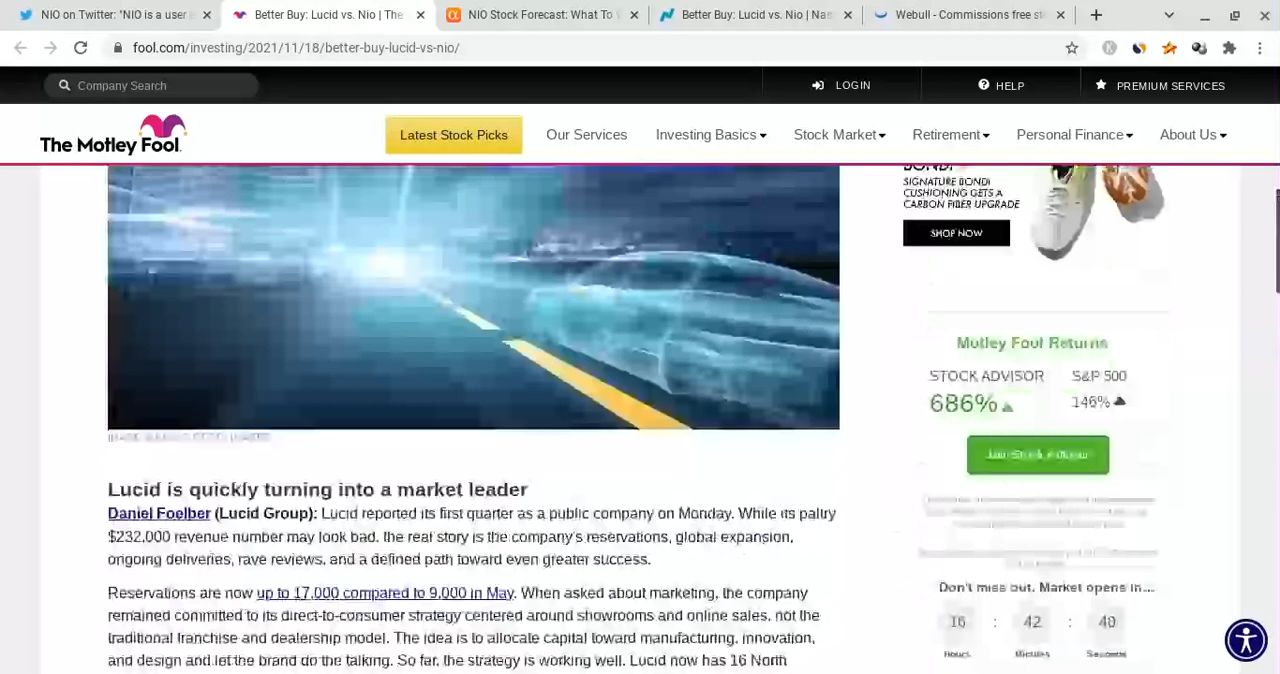 NIO on Twitter: "NIO is a user
Better Buy: Lucid vs. Nio | The
NIO Stock Forecast: What To
Better Buy: Lucid vs. Nio | Nas
Webull - Commissions free st
fool.com/investing/2021/11/18/better-buy-lucid-vs-nio/
Company Search
LOGIN
HELP
PREMIUM SERVICES
The Motley Fool.
Latest Stock Picks
Our Services
Investing Basics
Stock Market
Retirement
Personal Finance
About Us
BONDI
SIGNATURE BONDI
CUSHIONING GETS A
CARBON FIBER UPGRADE
SHOP NOW
Motley Fool Returns
STOCK ADVISOR S&P 500
686% 146%
Lucid is quickly turning into a market leader
Daniel Foelber (Lucid Group): Lucid reported its first quarter as a public company on Monday. While its paltry
$232,000 revenue number may look bad, the real story is the company's reservations, global expansion,
ongoing deliveries, rave reviews, and a defined path toward even greater success.
Reservations are now up to 17,000 compared to 9,000 in May. When asked about marketing, the company
remained committed to its direct-to-consumer strategy centered around showrooms and online sales, not the
traditional franchise and dealership model. The idea is to allocate capital toward manufacturing, innovation,
and design and let the brand do the talking. So far, the strategy is working well. Lucid now has 16 North
Don't miss out. Market opens in...
16 : 42 : 48
Hours Minutes Seconds